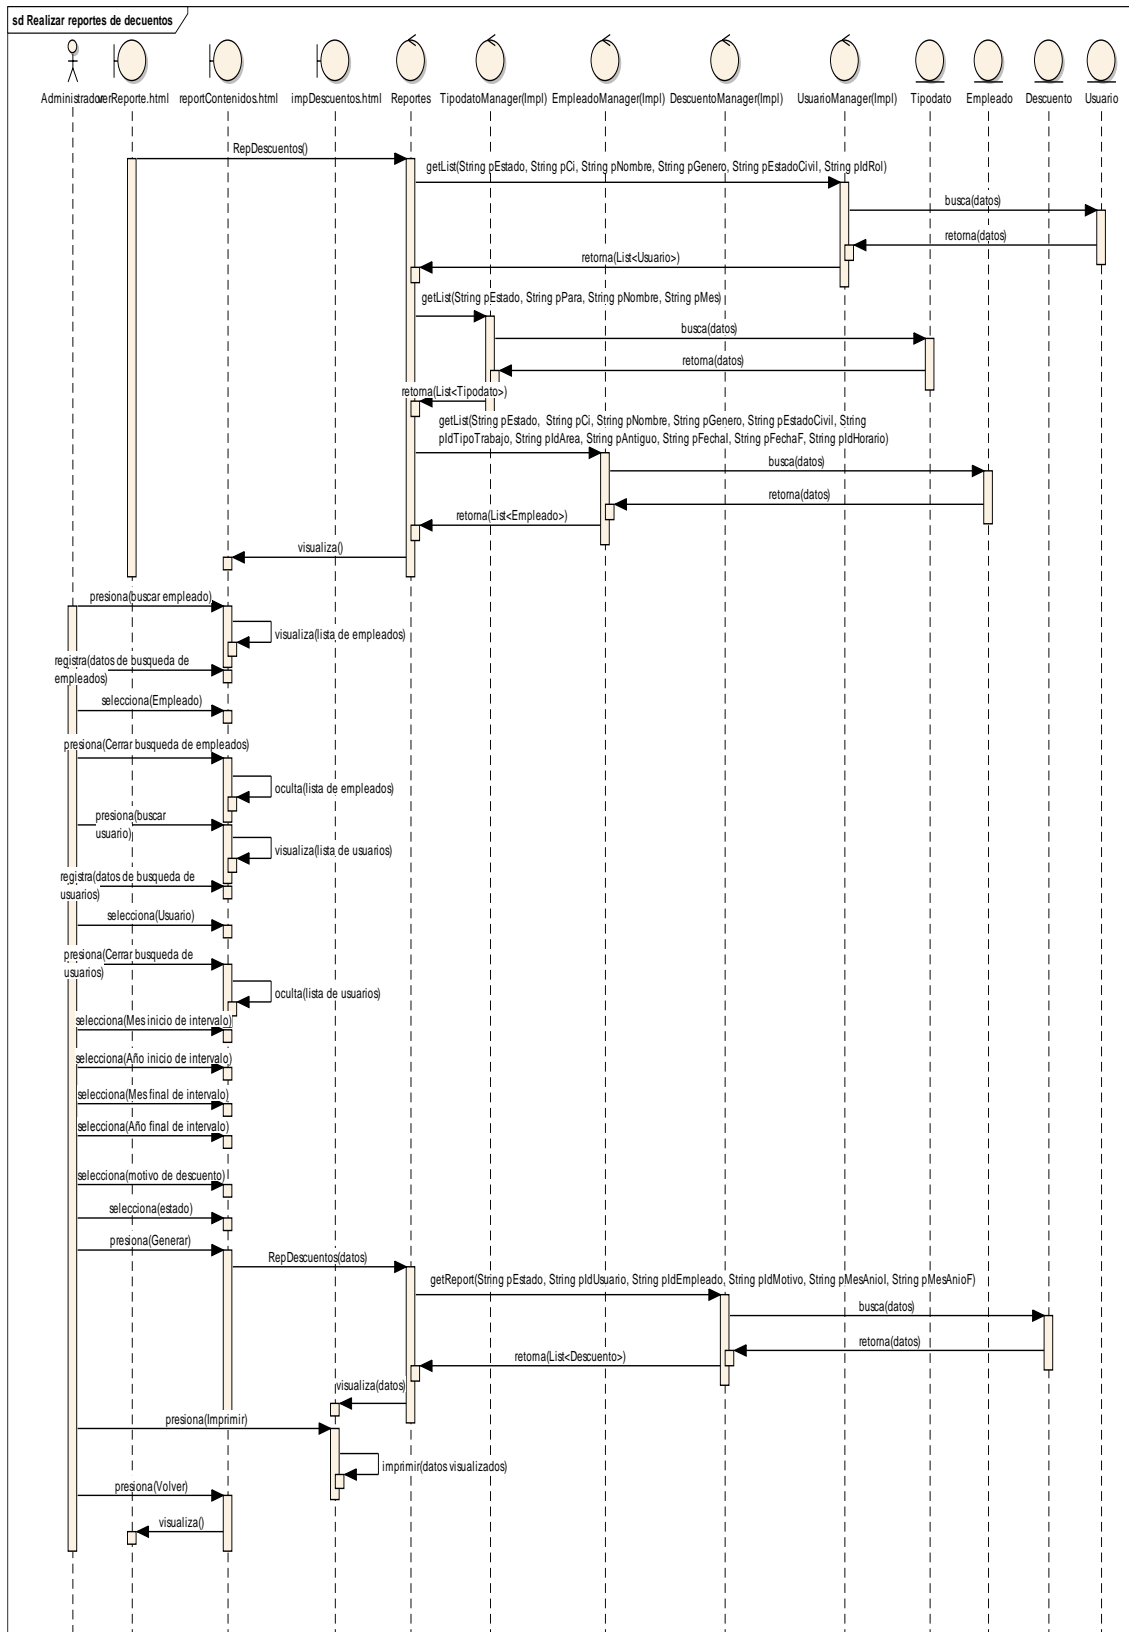 sd Realizar reportes de decuentos
Administrador
verReporte.html
reportContenidos.html
impDescuentos.html
Reportes
TipodatoManager(Impl)
EmpleadoManager(Impl)
DescuentoManager(Impl)
UsuarioManager(Impl)
Tipodato
Empleado
Descuento
Usuario
RepDescuentos()
getList(String pEstado, String pCi, String pNombre, String pGenero, String pEstadoCivil, String pIdRol)
busca(datos)
retorna(datos)
retorna(List<Usuario>)
getList(String pEstado, String pPara, String pNombre, String pMes)
busca(datos)
retorna(datos)
retorna(List<Tipodato>)
getList(String pEstado, String pCi, String pNombre, String pGenero, String pEstadoCivil, String
pIdTipoTrabajo, String pIdArea, String pAntiguo, String pFechaI, String pFechaF, String pIdHorario)
busca(datos)
retorna(datos)
retorna(List<Empleado>)
visualiza()
presiona(buscar empleado)
visualiza(lista de empleados)
registra(datos de busqueda de
empleados)
selecciona(Empleado)
presiona(Cerrar busqueda de empleados)
oculta(lista de empleados)
presiona(buscar
usuario)
visualiza(lista de usuarios)
registra(datos de busqueda de
usuarios)
selecciona(Usuario)
presiona(Cerrar busqueda de
usuarios)
oculta(lista de usuarios)
selecciona(Mes inicio de intervalo)
selecciona(Año inicio de intervalo)
selecciona(Mes final de intervalo)
selecciona(Año final de intervalo)
selecciona(motivo de descuento)
selecciona(estado)
presiona(Generar)
RepDescuentos(datos)
getReport(String pEstado, String pIdUsuario, String pIdEmpleado, String pIdMotivo, String pMesAnioI, String pMesAnioF)
busca(datos)
retorna(datos)
retorna(List<Descuento>)
visualiza(datos)
presiona(Imprimir)
imprimir(datos visualizados)
presiona(Volver)
visualiza()